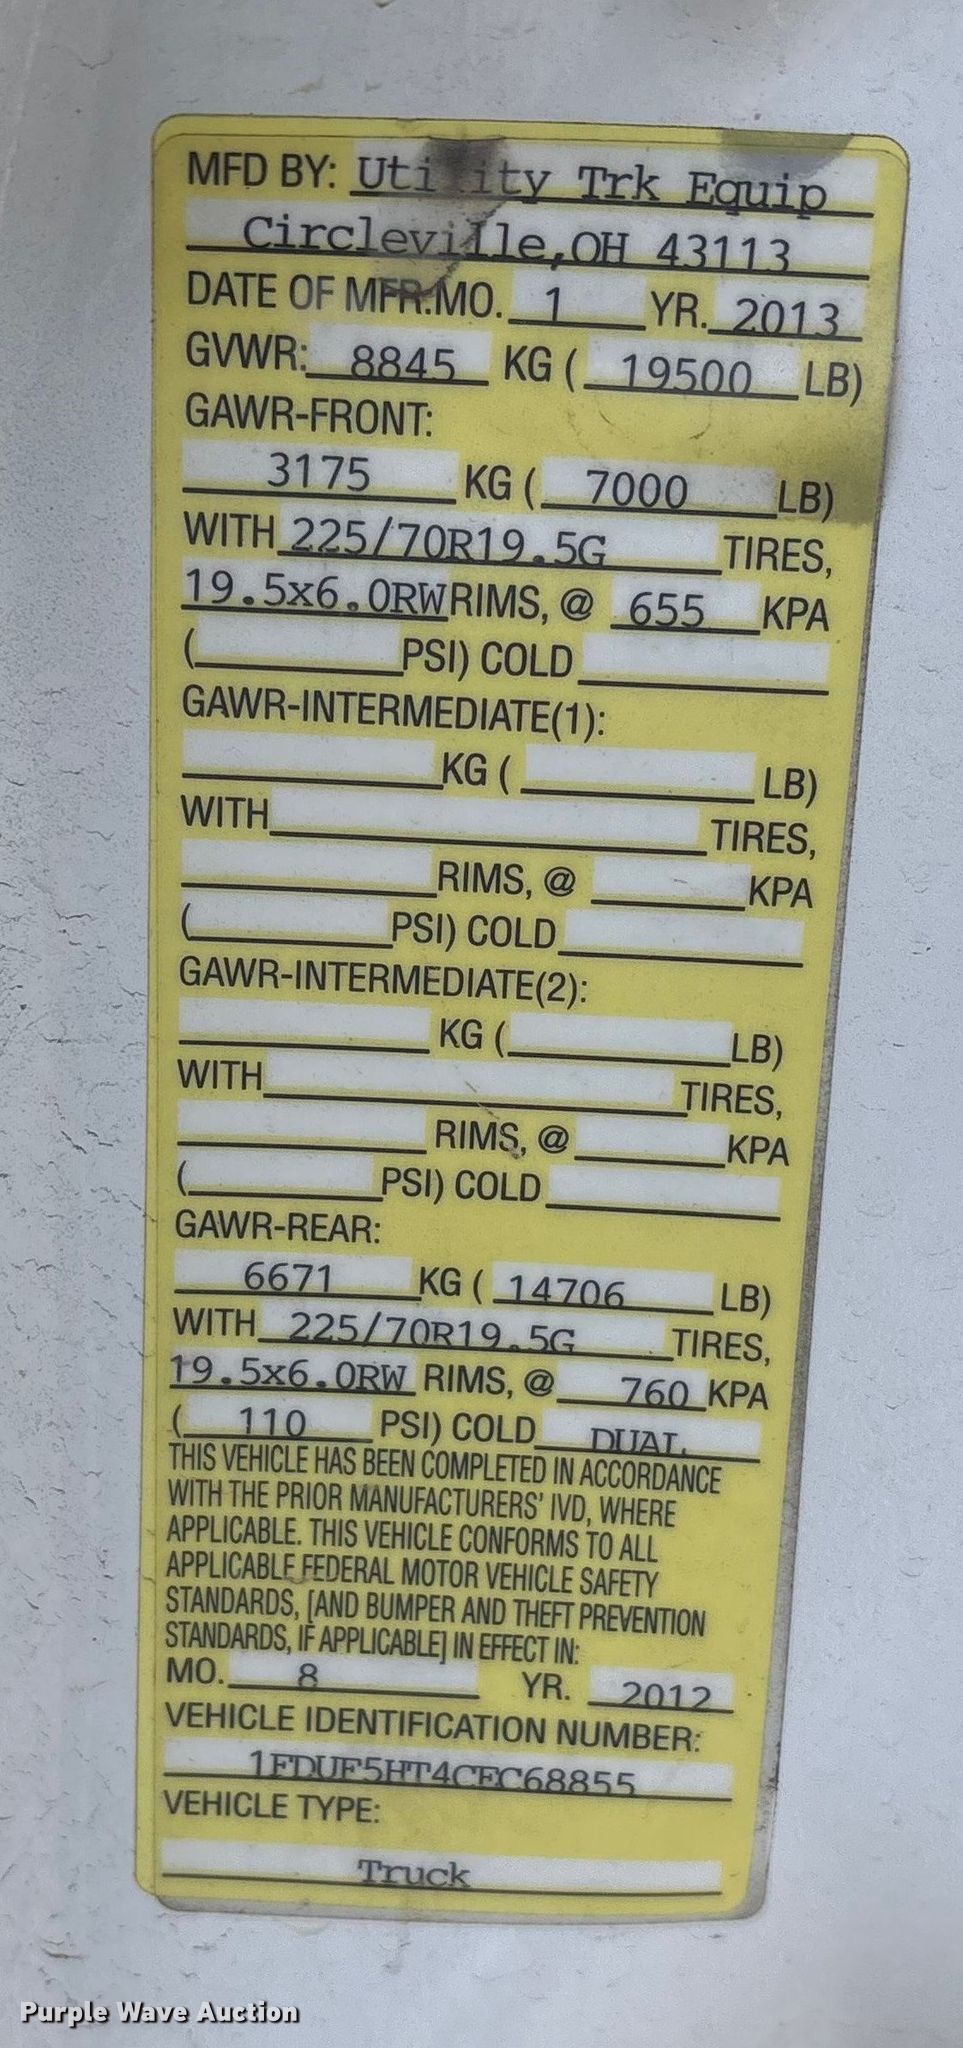 MFD BY: Utility Trk Equip
Circleville, OH 43113
DATE OF MFR.MO. 1 YR. 2013
GVWR: 8845 KG ( 19500 LB)
GAWR-FRONT:
3175 KG ( 7000 LB)
WITH 225/70R19.5G TIRES,
19.5x6.0RW RIMS, @ 655 KPA
( PSI) COLD
GAWR-INTERMEDIATE(1):
KG ( LB)
WITH TIRES,
RIMS, @ KPA
( PSI) COLD
GAWR-INTERMEDIATE(2):
KG ( LB)
WITH TIRES,
RIMS, @ KPA
( PSI) COLD
GAWR-REAR:
6671 KG ( 14706 LB)
WITH 225/70R19.5G TIRES,
19.5x6.0RW RIMS, @ 760 KPA
( 110 PSI) COLD DUAL
THIS VEHICLE HAS BEEN COMPLETED IN ACCORDANCE
WITH THE PRIOR MANUFACTURERS' IVD, WHERE
APPLICABLE. THIS VEHICLE CONFORMS TO ALL
APPLICABLE FEDERAL MOTOR VEHICLE SAFETY
STANDARDS, [AND BUMPER AND THEFT PREVENTION
STANDARDS, IF APPLICABLE] IN EFFECT IN:
MO. 8 YR. 2012
VEHICLE IDENTIFICATION NUMBER:
1FDUF5HT4CEC68855
VEHICLE TYPE:
Truck
Purple Wave Auction